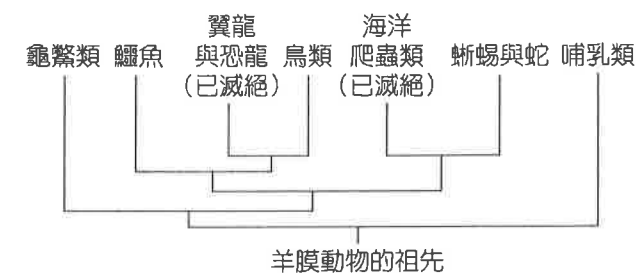 龜鱉類
鱷魚
翼龍
與恐龍
(已滅絕)
鳥類
海洋
爬蟲類
(已滅絕)
蜥蜴與蛇
哺乳類
羊膜動物的祖先